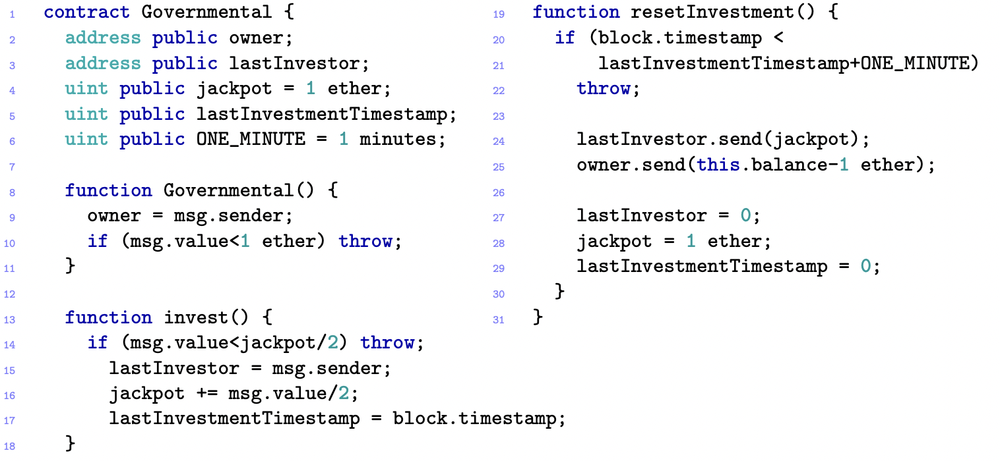 1 contract Governmental {
2 address public owner;
3 address public lastInvestor;
4 uint public jackpot = 1 ether;
5 uint public lastInvestmentTimestamp;
6 uint public ONE_MINUTE = 1 minutes;
7
8 function Governmental() {
9 owner = msg.sender;
10 if (msg.value<1 ether) throw;
11 }
12
13 function invest() {
14 if (msg.value<jackpot/2) throw;
15 lastInvestor = msg.sender;
16 jackpot += msg.value/2;
17 lastInvestmentTimestamp = block.timestamp;
18 }
19 function resetInvestment() {
20 if (block.timestamp <
21 lastInvestmentTimestamp+ONE_MINUTE)
22 throw;
23
24 lastInvestor.send(jackpot);
25 owner.send(this.balance-1 ether);
26
27 lastInvestor = 0;
28 jackpot = 1 ether;
29 lastInvestmentTimestamp = 0;
30 }
31 }